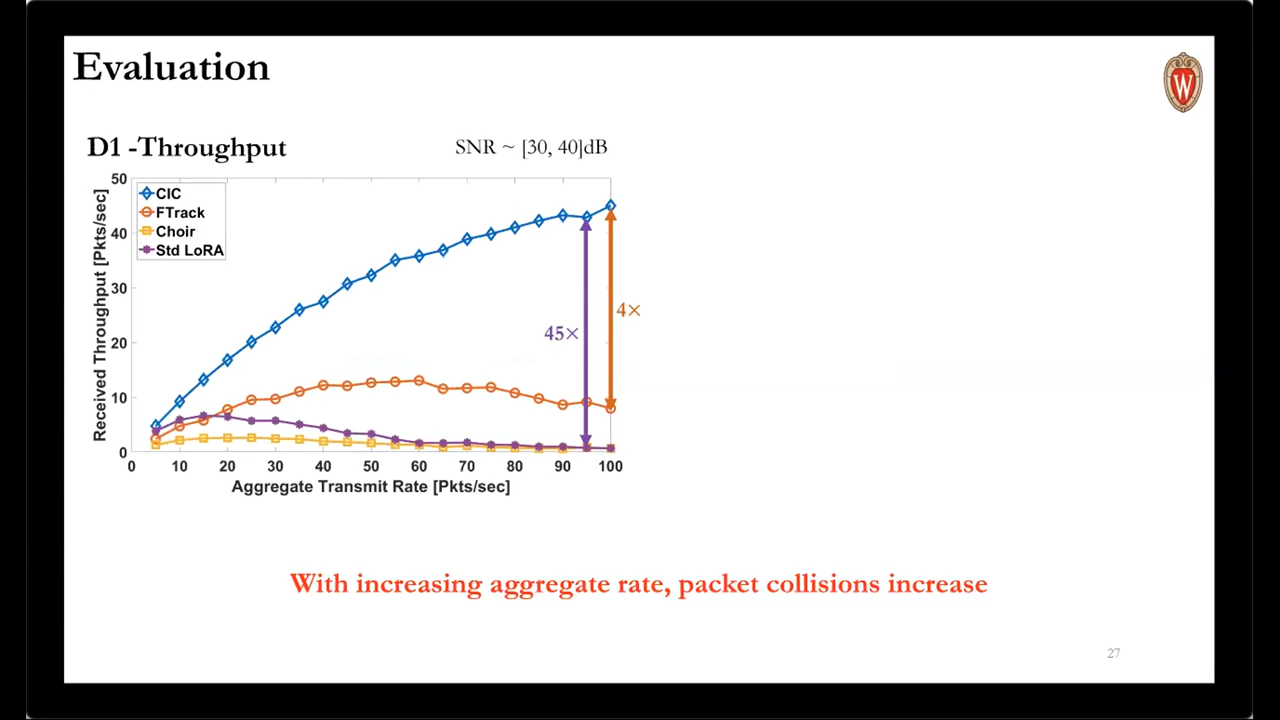 Evaluation
W
D1 -Throughput
SNR ~ [30, 40]dB
CIC
FTrack
Choir
Std LoRA
Received Throughput [Pkts/sec]
50
40
30
20
10
0
45×
4×
0 10 20 30 40 50 60 70 80 90 100
Aggregate Transmit Rate [Pkts/sec]
With increasing aggregate rate, packet collisions increase
27